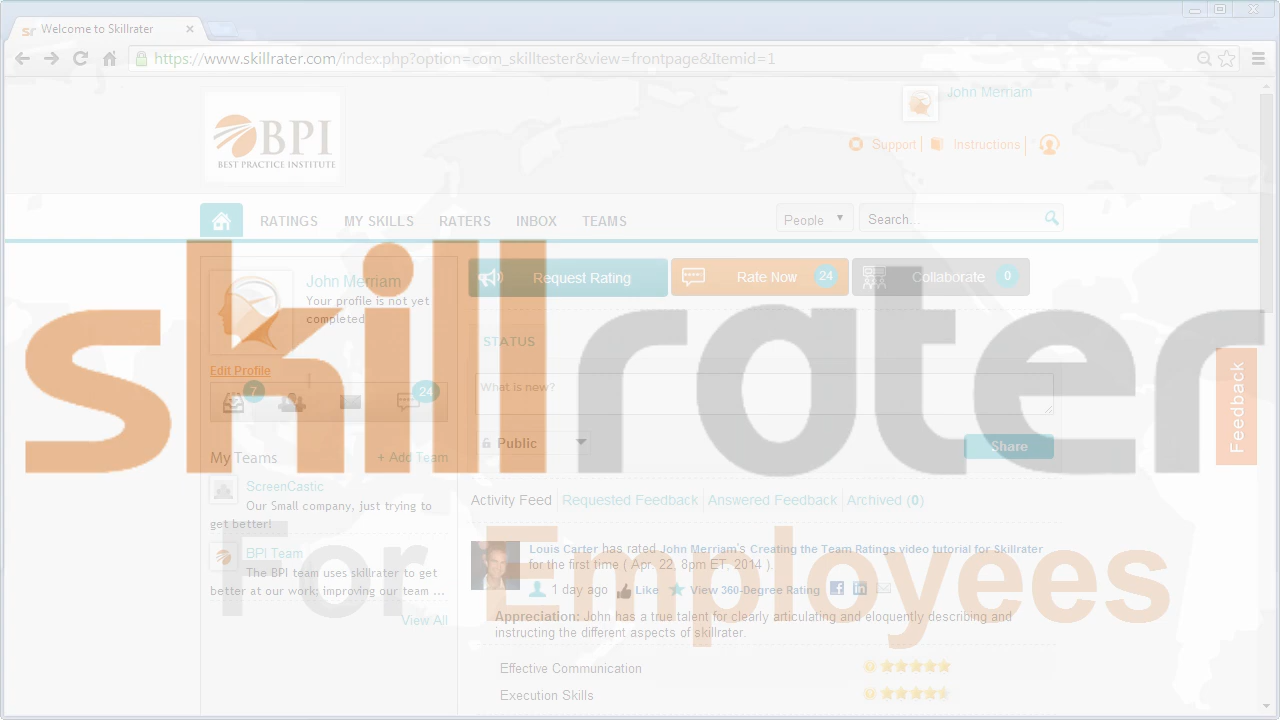 sr Welcome to Skillrater
https://www.skillrater.com/index.php?option=com_skilltester&view=frontpage&Itemid=1
John Merriam
BPI
BEST PRACTICE INSTITUTE
Support
Instructions
RATINGS MY SKILLS RATERS INBOX TEAMS
People
Search...
skillrater
For Employees
John Merriam
Your profile is not yet
completed
Edit Profile
7
24
Request Rating
Rate Now 24
Collaborate 0
STATUS
What is new?
Public
Share
Feedback
My Teams
+ Add Team
ScreenCastic
Our Small company, just trying to
get better!
BPI Team
The BPI team uses skillrater to get
better at our work; improving our team ...
View All
Activity Feed Requested Feedback Answered Feedback Archived (0)
Louis Carter has rated John Merriam's Creating the Team Ratings video tutorial for Skillrater
for the first time ( Apr. 22, 8pm ET, 2014 ).
1 day ago Like View 360-Degree Rating
Appreciation: John has a true talent for clearly articulating and eloquently describing and
instructing the different aspects of skillrater.
Effective Communication
Execution Skills